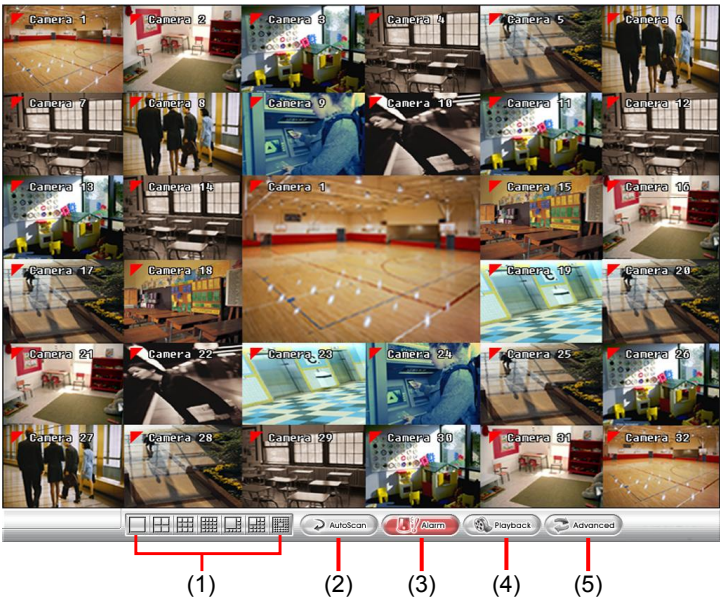 Camera 1 Camera 2 Camera 3 Camera 4 Camera 5 Camera 6
Camera 7 Camera 8 Camera 9 Camera 10 Camera 11 Camera 12
Camera 13 Camera 14 Camera 1 Camera 15 Camera 16
Camera 17 Camera 18 Camera 19 Camera 20
Camera 21 Camera 22 Camera 23 Camera 24 Camera 25 Camera 26
Camera 27 Camera 28 Camera 29 Camera 30 Camera 31 Camera 32
AutoScan Alarm Playback Advanced
(1) (2) (3) (4) (5)